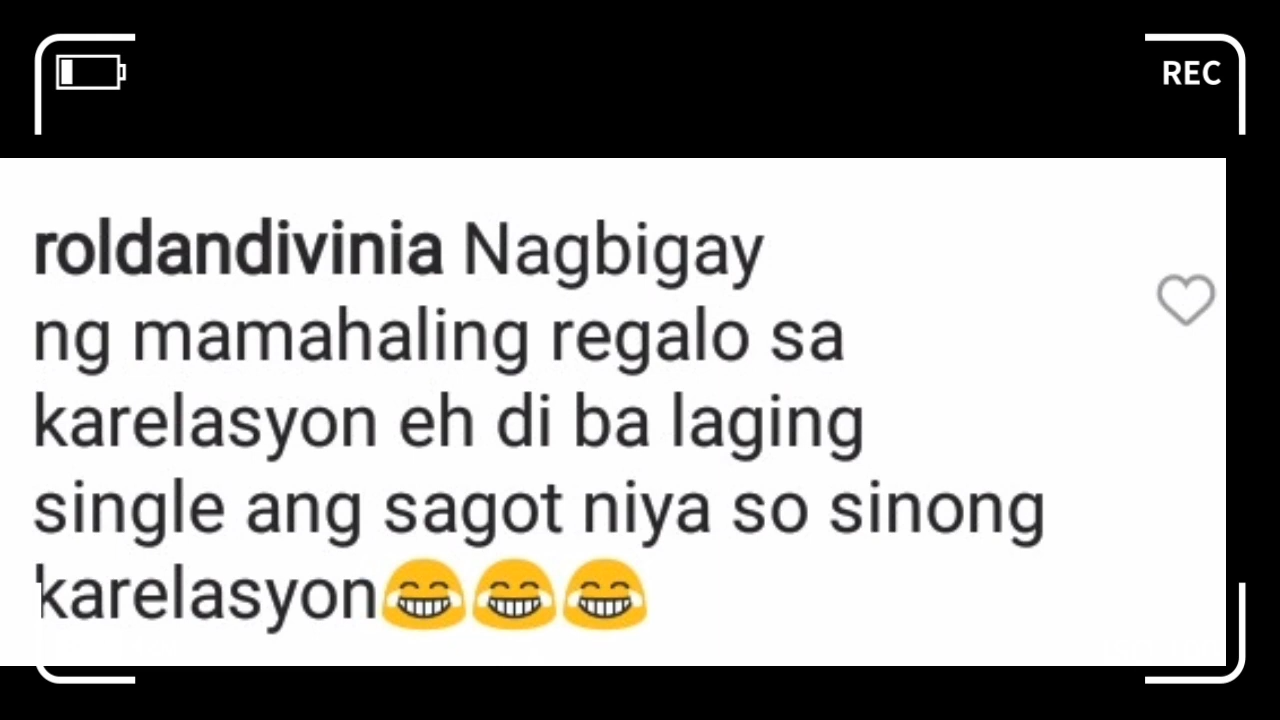 REC
roldandivinia Nagbigay
ng mamahaling regalo sa
karelasyon eh di ba laging
single ang sagot niya so sinong
karelasyon😂😂😂